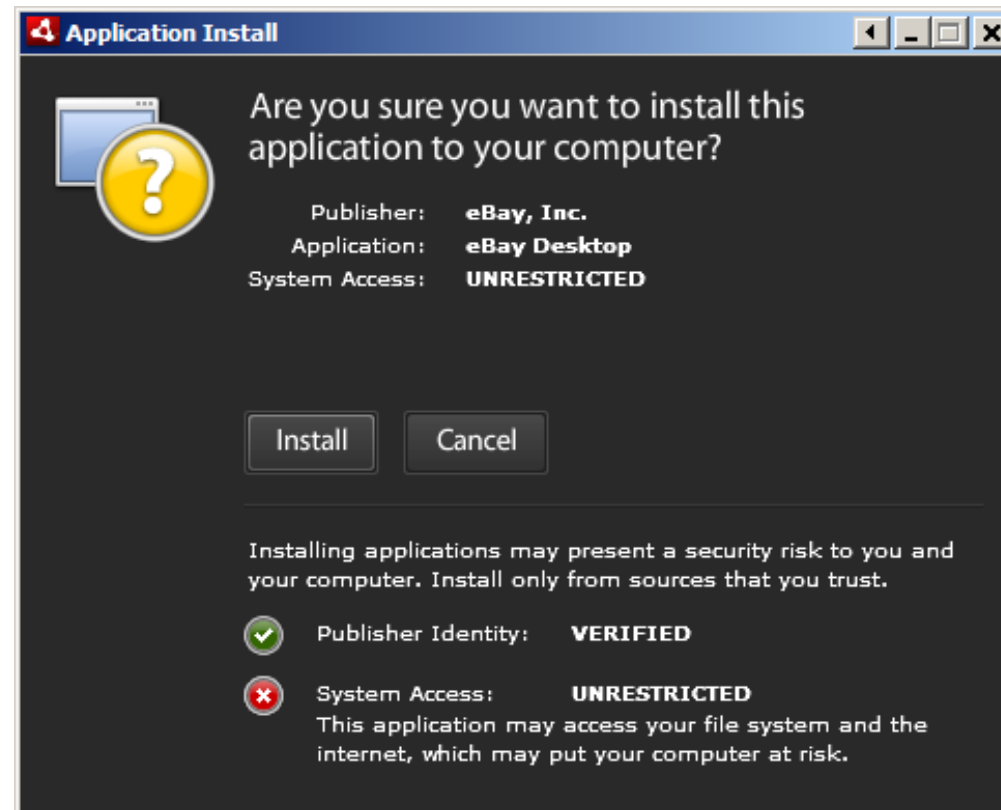 Application Install
Are you sure you want to install this
application to your computer?
Publisher: eBay, Inc.
Application: eBay Desktop
System Access: UNRESTRICTED
Install Cancel
Installing applications may present a security risk to you and
your computer. Install only from sources that you trust.
Publisher Identity: VERIFIED
System Access: UNRESTRICTED
This application may access your file system and the
internet, which may put your computer at risk.